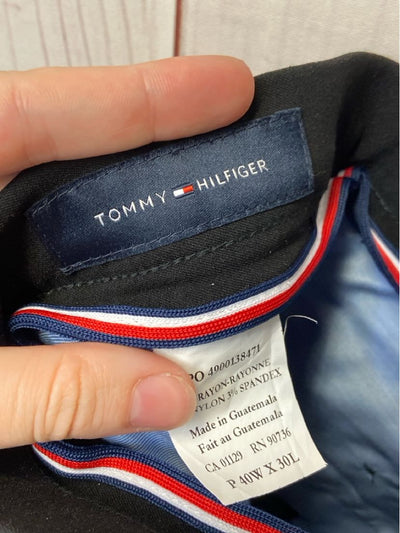 TOMMY HILFIGER
PO 4900138471
RAYON-RAYONNE
NYLON 3% SPANDEX
Made in Guatemala
Fait au Guatemala
CA 01129 RN 90736
P 40W X 30L